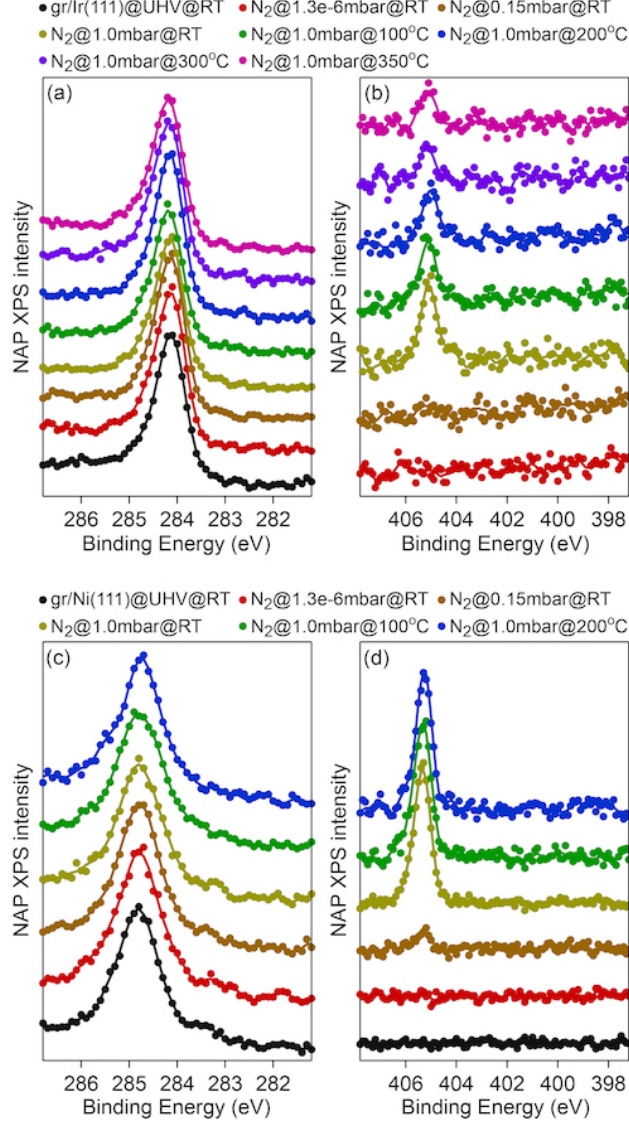 gr/Ir(111)@UHV@RT N₂@1.3e-6mbar@RT N₂@0.15mbar@RT
N₂@1.0mbar@RT N₂@1.0mbar@100°C N₂@1.0mbar@200°C
N₂@1.0mbar@300°C N₂@1.0mbar@350°C
(a) (b)
NAP XPS intensity NAP XPS intensity
286 285 284 283 282 406 404 402 400 398
Binding Energy (eV) Binding Energy (eV)
gr/Ni(111)@UHV@RT N₂@1.3e-6mbar@RT N₂@0.15mbar@RT
N₂@1.0mbar@RT N₂@1.0mbar@100°C N₂@1.0mbar@200°C
(c) (d)
NAP XPS intensity NAP XPS intensity
286 285 284 283 282 406 404 402 400 398
Binding Energy (eV) Binding Energy (eV)